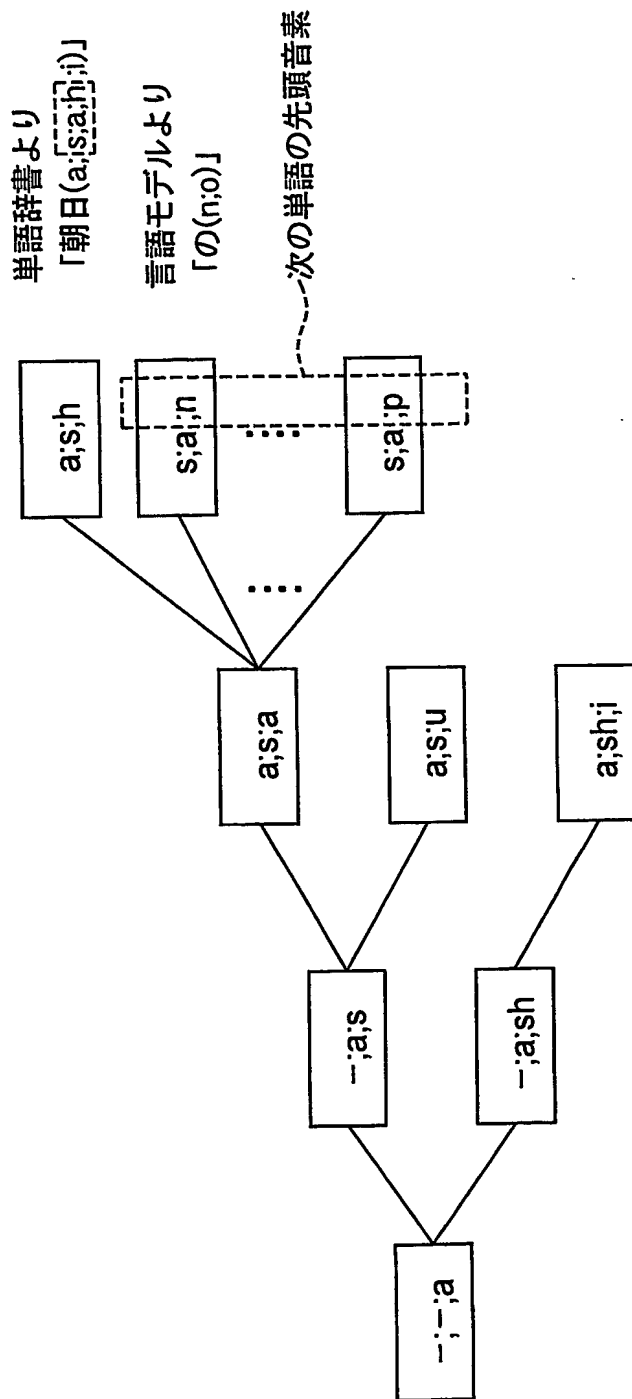 単語辞書より
「朝日(a;s;a;h;i)」
言語モデルより
「の(n;o)」
次の単語の先頭音素
a;s;h
s;a;n
....
s;a;p
....
a;s;a
a;s;u
a;sh;i
−;a;s
−;a;sh
−;−;a